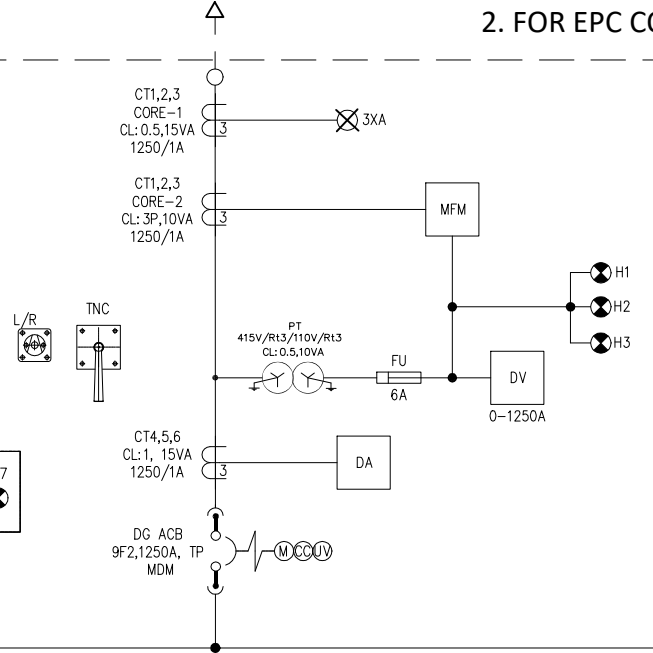 2. FOR EPC CO
CT1,2,3
CORE-1
CL:0.5,15VA
1250/1A
3
3XA
CT1,2,3
CORE-2
CL:3P,10VA
1250/1A
3
MFM
H1
H2
H3
L/R
TNC
PT
415V/Rt3/110V/Rt3
CL:0.5,10VA
FU
6A
DV
0-1250A
CT4,5,6
CL:1, 15VA
1250/1A
3
DA
7
DG ACB
9F2,1250A, TP
MDM
M CC UV